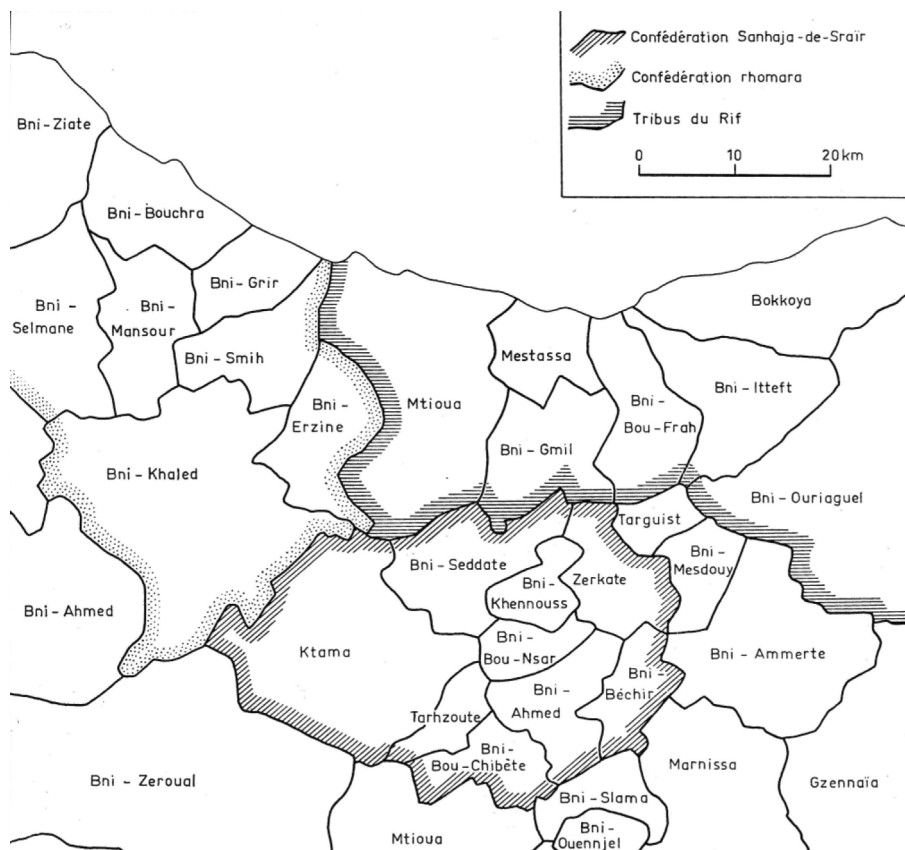 Confédération Sanhaja-de-Sraïr
Confédération rhomara
Tribus du Rif
0 10 20 km
Bni-Ziate
Bni-Bouchra
Bni-Grir
Bni-
Selmane
Bni-
Mansour
Bni-Smih
Bokkoya
Mestassa
Mtioua
Bni-Itteft
Bni-
Bou-Frah
Bni-
Erzine
Bni-Gmil
Bni-Khaled
Bni-Ouriaguel
Targuist
Bni-Seddate
Zerkate
Bni-
Mesdouy
Bni-
Khennouss
Bni-Ahmed
Ktama
Bni-
Bou-Nsar
Bni-Ammerte
Bni-
Béchir
Bni-
Ahmed
Tarhzoute
Bni-
Bou-Chibète
Marnissa
Bni-Zeroual
Gzennaïa
Bni-Slama
Mtioua
Bni-
Ouennjel